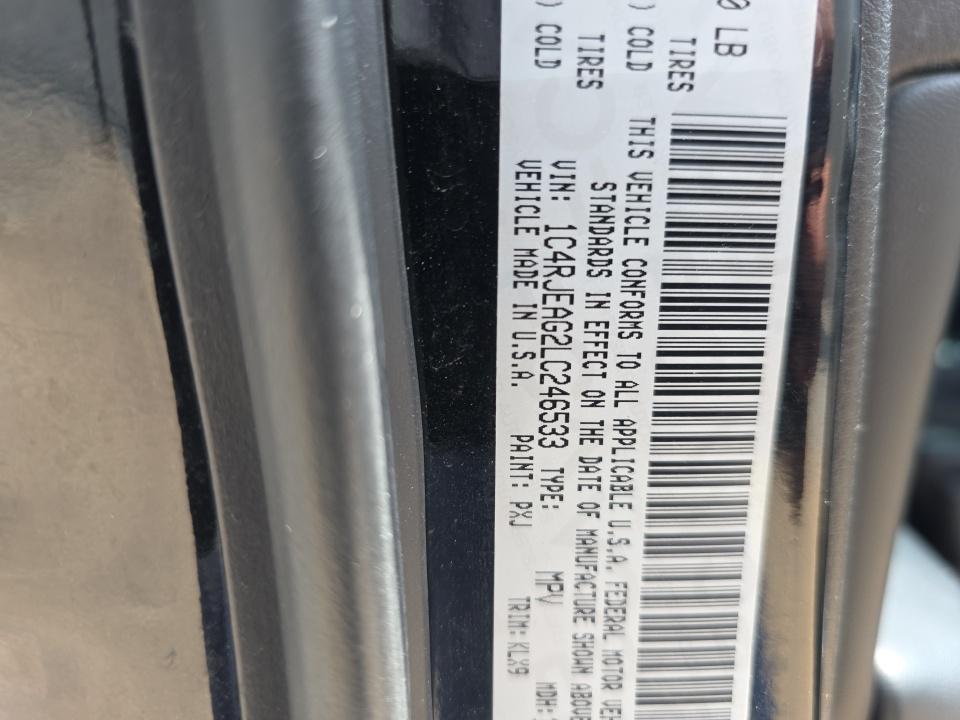 0 LB
TIRES
) COLD
TIRES
) COLD
THIS VEHICLE CONFORMS TO ALL APPLICABLE U.S.A. FEDERAL MOTOR VEH
STANDARDS IN EFFECT ON THE DATE OF MANUFACTURE SHOWN ABOVE
VIN: 1C4RJEAG2LC246533 TYPE: MPV MDH:
VEHICLE MADE IN U.S.A. PAINT: PXJ TRIM: KLX9